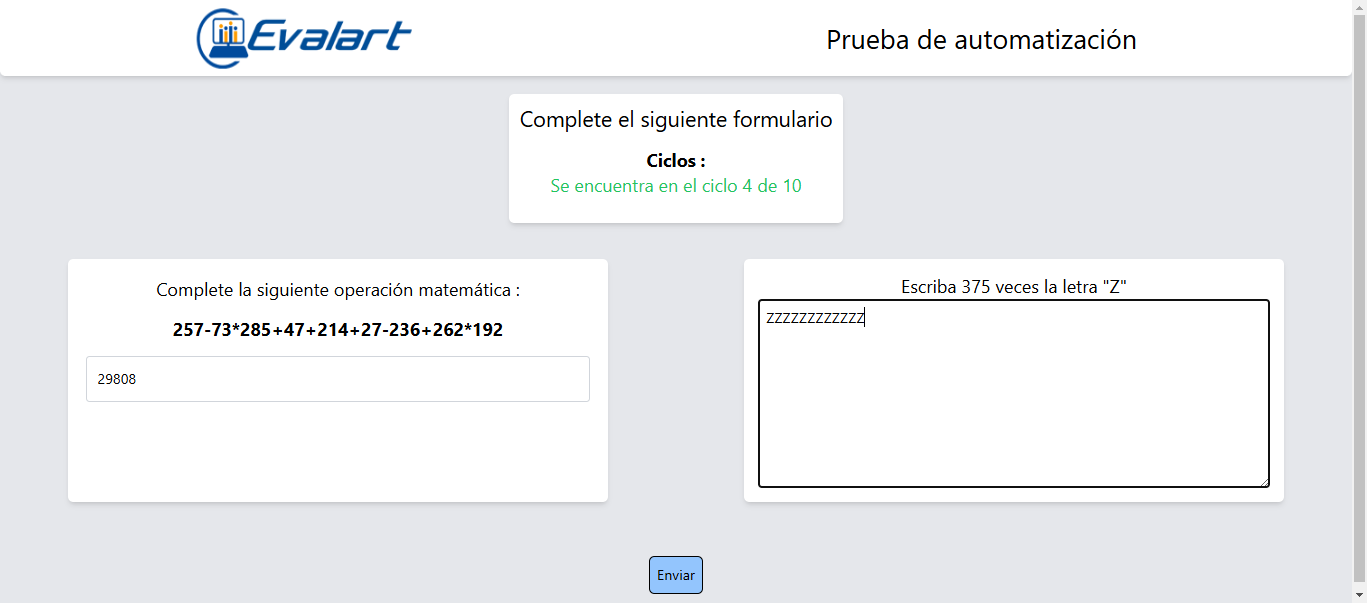 Evalart
Prueba de automatización
Complete el siguiente formulario
Ciclos :
Se encuentra en el ciclo 4 de 10
Complete la siguiente operación matemática :
257-73*285+47+214+27-236+262*192
29808
Escriba 375 veces la letra "Z"
ZZZZZZZZZZZZ
Enviar